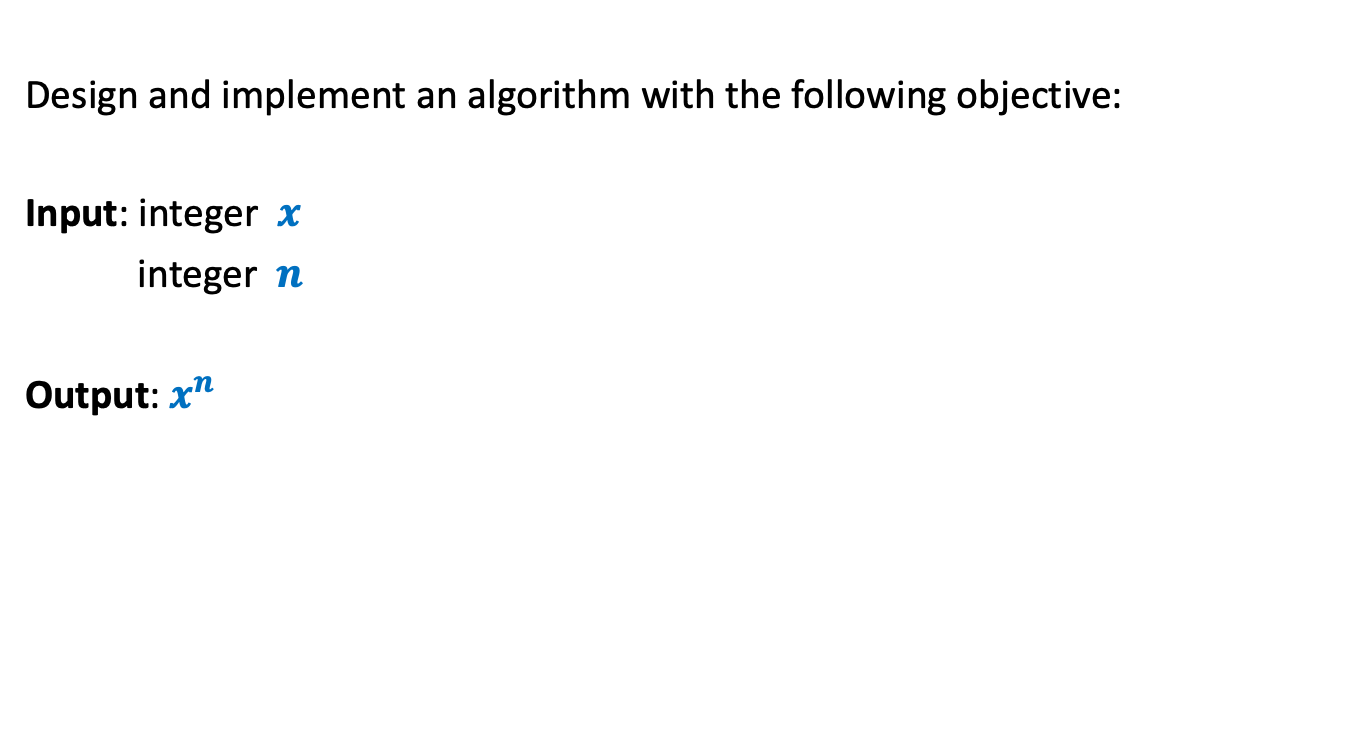 Design and implement an algorithm with the following objective:
Input: integer x
integer n
Output: xⁿ